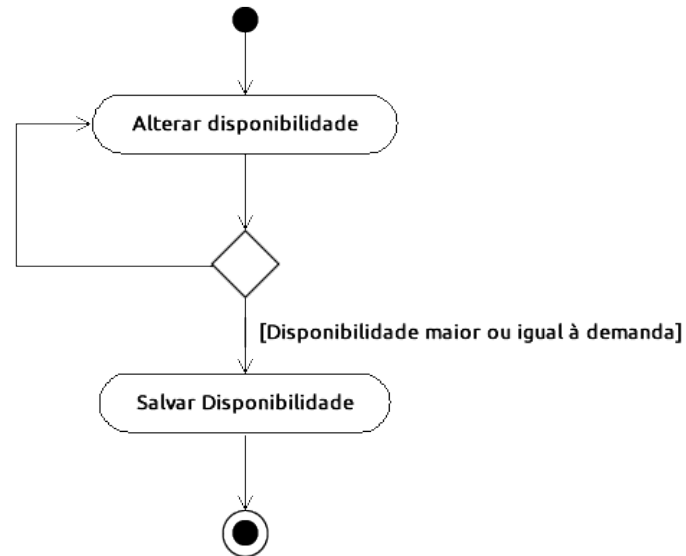 Alterar disponibilidade
[Disponibilidade maior ou igual à demanda]
Salvar Disponibilidade